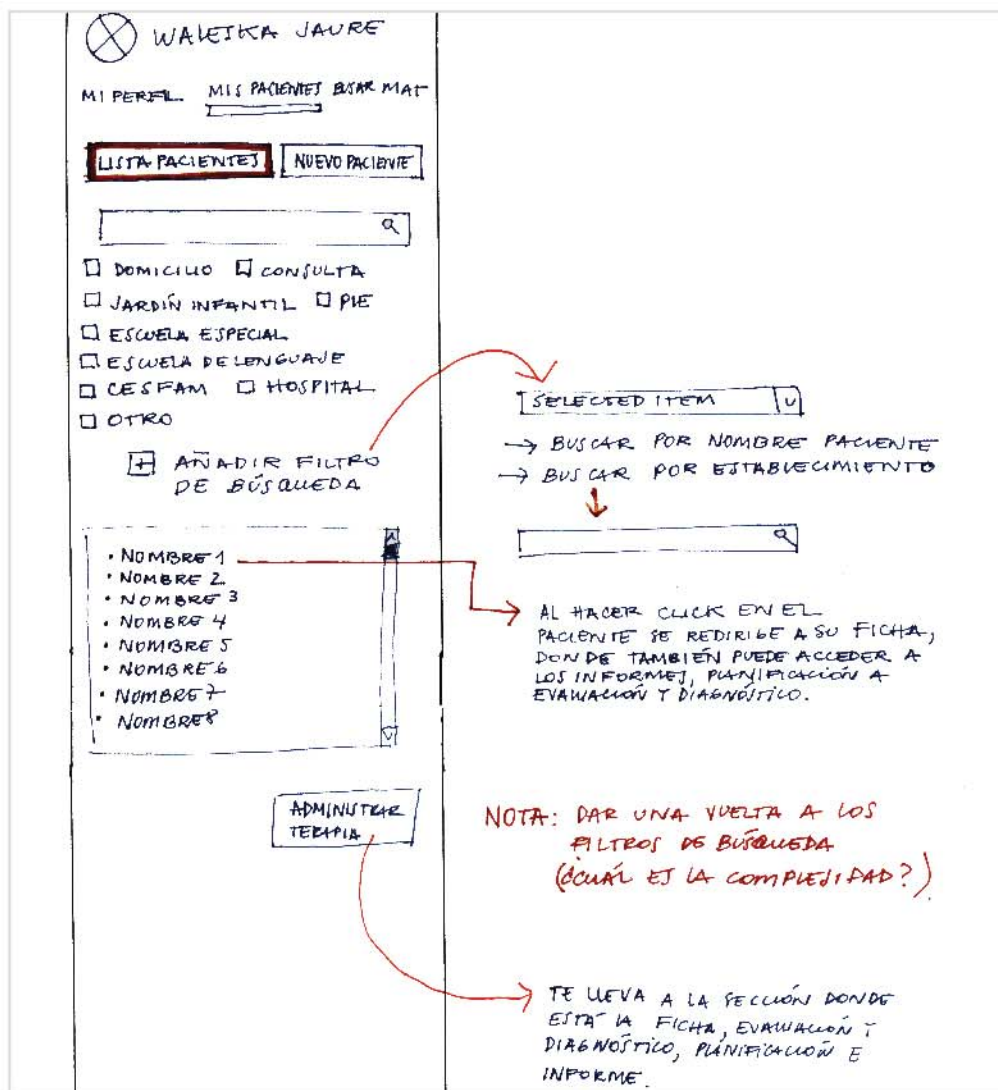 WALESKA JAURE
MI PERFIL MIS PACIENTES BUSAR MAT
LISTA PACIENTES NUEVO PACIENTE
DOMICILIO CONSULTA
JARDÍN INFANTIL PIE
ESCUELA ESPECIAL
ESCUELA DE LENGUAJE
CESFAM HOSPITAL
OTRO
+ AÑADIR FILTRO
DE BÚSQUEDA
• NOMBRE 1
• NOMBRE 2
• NOMBRE 3
• NOMBRE 4
• NOMBRE 5
• NOMBRE 6
• NOMBRE 7
• NOMBRE 8
ADMINISTRAR
TERAPIA
SELECTED ITEM
→ BUSCAR POR NOMBRE PACIENTE
→ BUSCAR POR ESTABLECIMIENTO
AL HACER CLICK EN EL
PACIENTE SE REDIRIGE A SU FICHA,
DONDE TAMBIÉN PUEDE ACCEDER A
LOS INFORMES, PLANIFICACIÓN A
EVALUACIÓN Y DIAGNÓSTICO.
NOTA: DAR UNA VUELTA A LOS
FILTROS DE BÚSQUEDA
(¿CUÁL ES LA COMPLEJIDAD?)
TE LLEVA A LA SECCIÓN DONDE
ESTÁ LA FICHA, EVALUACIÓN Y
DIAGNÓSTICO, PLANIFICACIÓN E
INFORME.